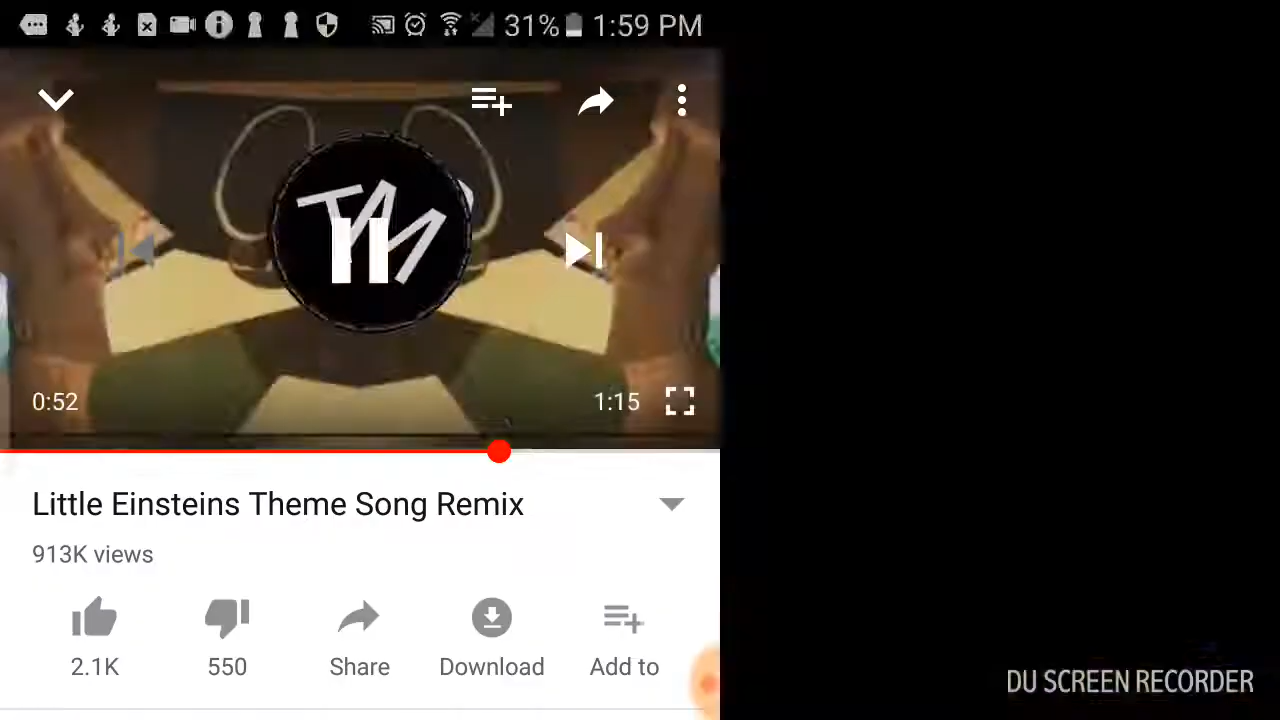 31% 1:59 PM
TM
0:52 1:15
Little Einsteins Theme Song Remix
913K views
2.1K 550 Share Download Add to
DU SCREEN RECORDER